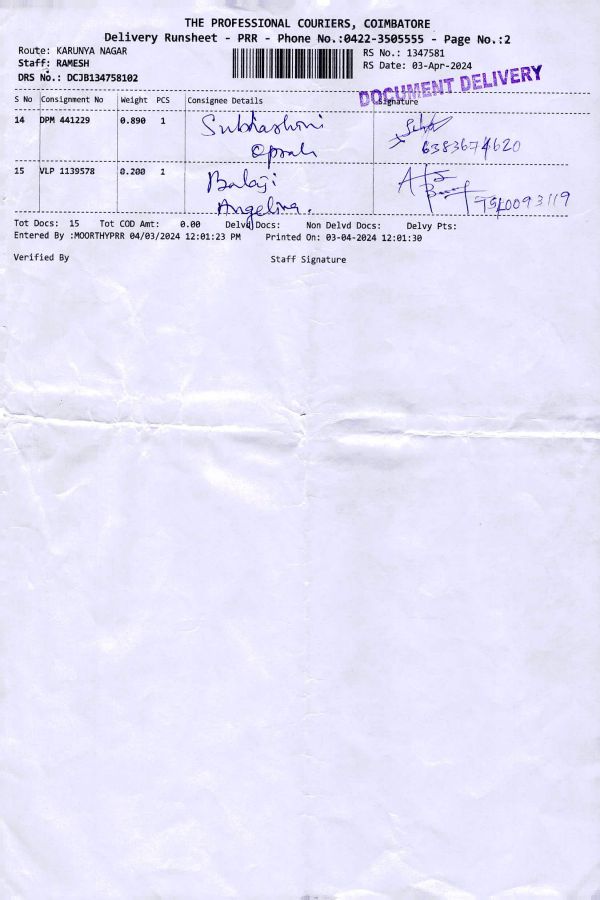 THE PROFESSIONAL COURIERS, COIMBATORE
Delivery Runsheet - PRR - Phone No.:0422-3505555 - Page No.:2
Route: KARUNYA NAGAR
RS No.: 1347581
Staff: RAMESH
RS Date: 03-Apr-2024
DRS No.: DCJB134758102
DOCUMENT DELIVERY
S No Consignment No Weight PCS Consignee Details Signature
14 DPM 441229 0.890 1 Subhashini
6383674620
15 VLP 1139578 0.200 1 Balaji
Angelina.
Tot Docs: 15 Tot COD Amt: 0.00 Delvd Docs: Non Delvd Docs: Delvy Pts:
Entered By :MOORTHYPRR 04/03/2024 12:01:23 PM Printed On: 03-04-2024 12:01:30
Verified By Staff Signature